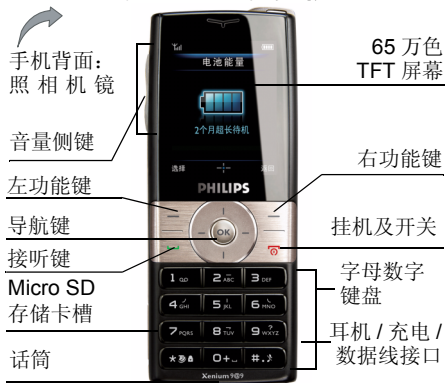 手机背面：
照 相 机 镜
音量侧键
左功能键
导航键
接听键
Micro SD
存储卡槽
话筒
电池能量
2个月超长待机
选择
返回
PHILIPS
OK
1
2 ABC
3 DEF
4 GHI
5 JKL
6 MNO
7 PQRS
8 TUV
9 WXYZ
*
0 +
#
Xenium 9@9
65 万色
TFT 屏幕
右功能键
挂机及开关
字母数字
键盘
耳机 / 充电 /
数据线接口